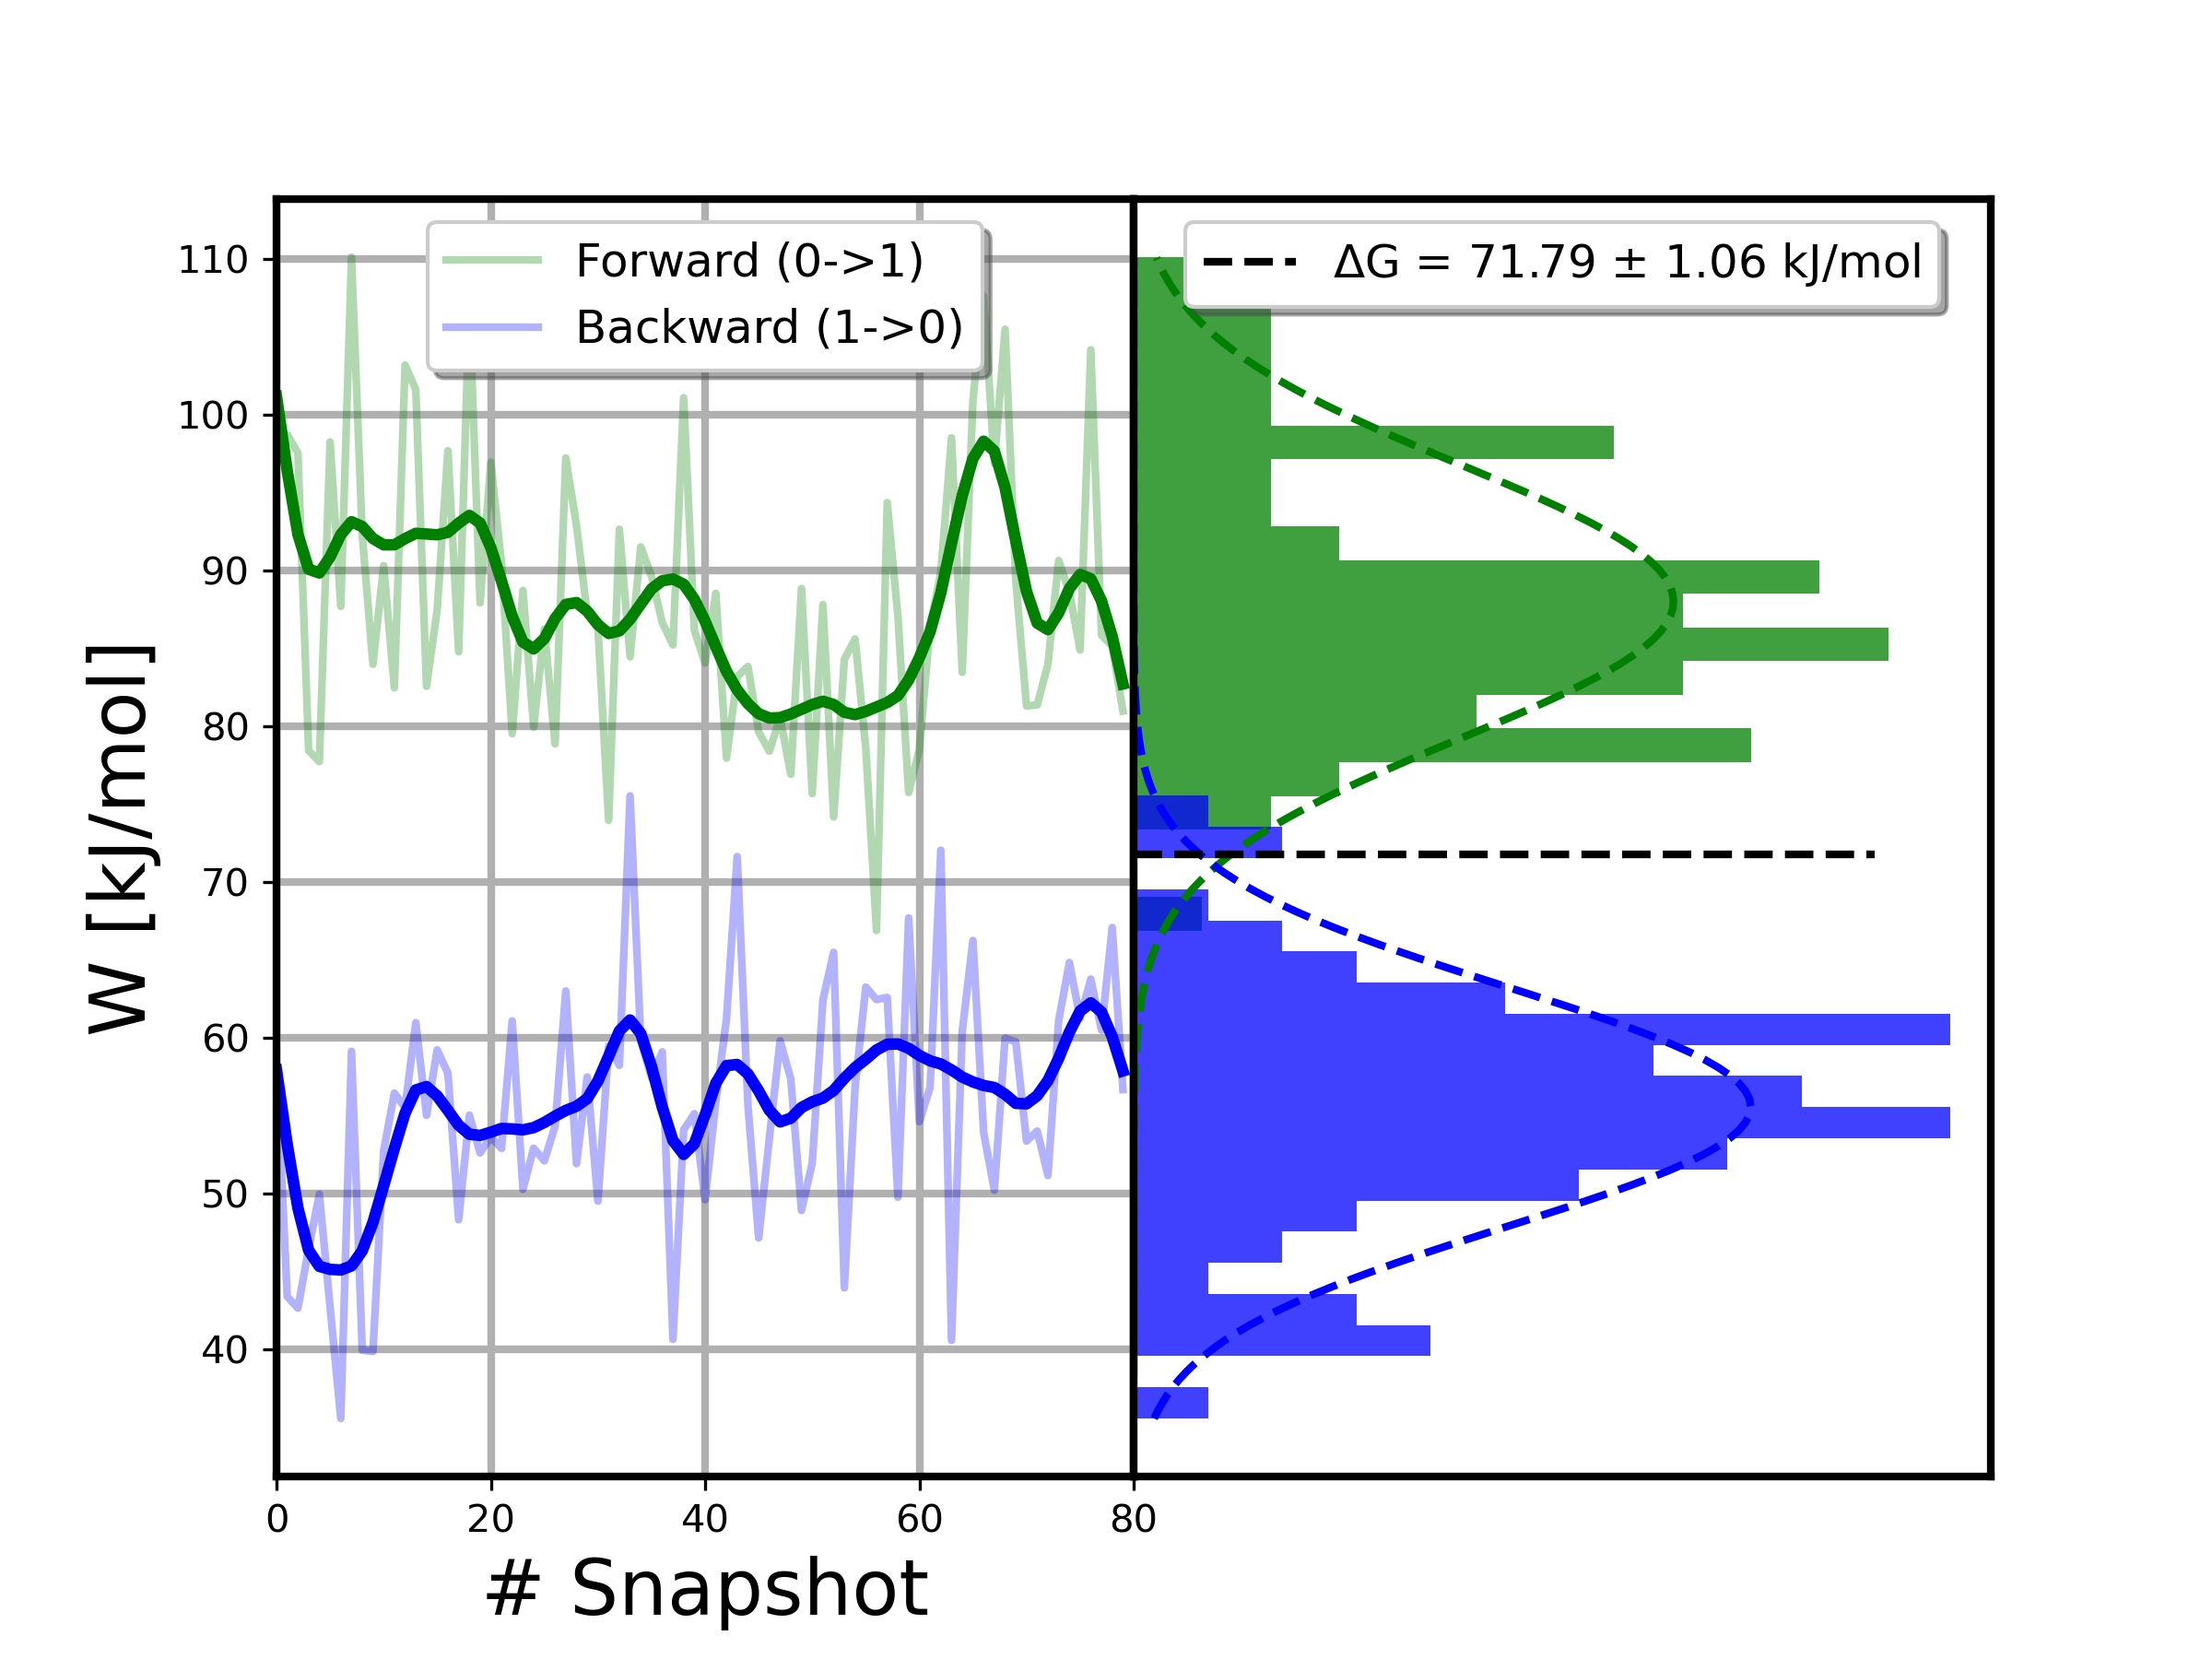 Forward (0->1)
Backward (1->0)
ΔG = 71.79 ± 1.06 kJ/mol
W [kJ/mol]
110
100
90
80
70
60
50
40
0 20 40 60 80
# Snapshot